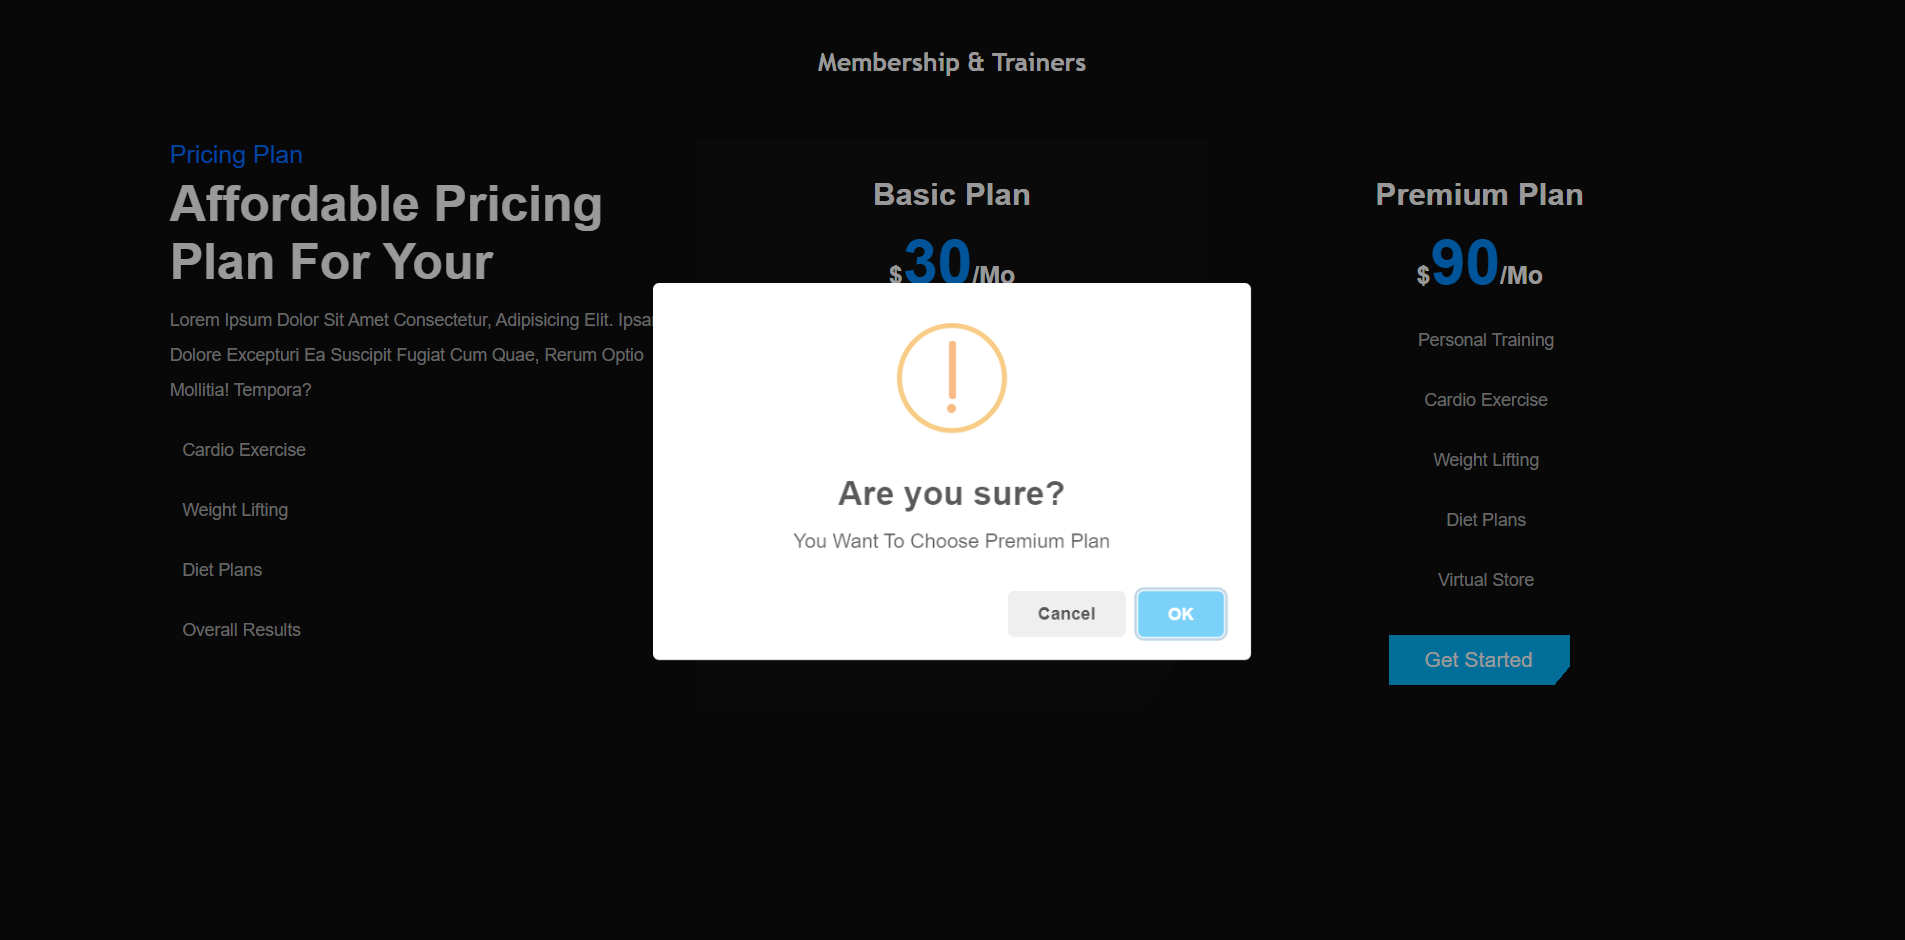 Membership & Trainers
Pricing Plan
Affordable Pricing
Plan For Your
Lorem Ipsum Dolor Sit Amet Consectetur, Adipisicing Elit.
Dolore Excepturi Ea Suscipit Fugiat Cum Quae, Rerum Optio
Mollitia! Tempora?
Cardio Exercise
Weight Lifting
Diet Plans
Overall Results
Basic Plan
$30/Mo
Are you sure?
You Want To Choose Premium Plan
Cancel
OK
Premium Plan
$90/Mo
Personal Training
Cardio Exercise
Weight Lifting
Diet Plans
Virtual Store
Get Started